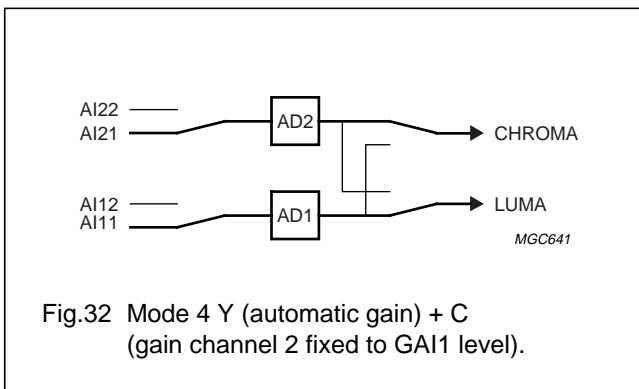 AI22
AI21
AD2
CHROMA
AI12
AI11
AD1
LUMA
MGC641
Fig.32 Mode 4 Y (automatic gain) + C
(gain channel 2 fixed to GAI1 level).